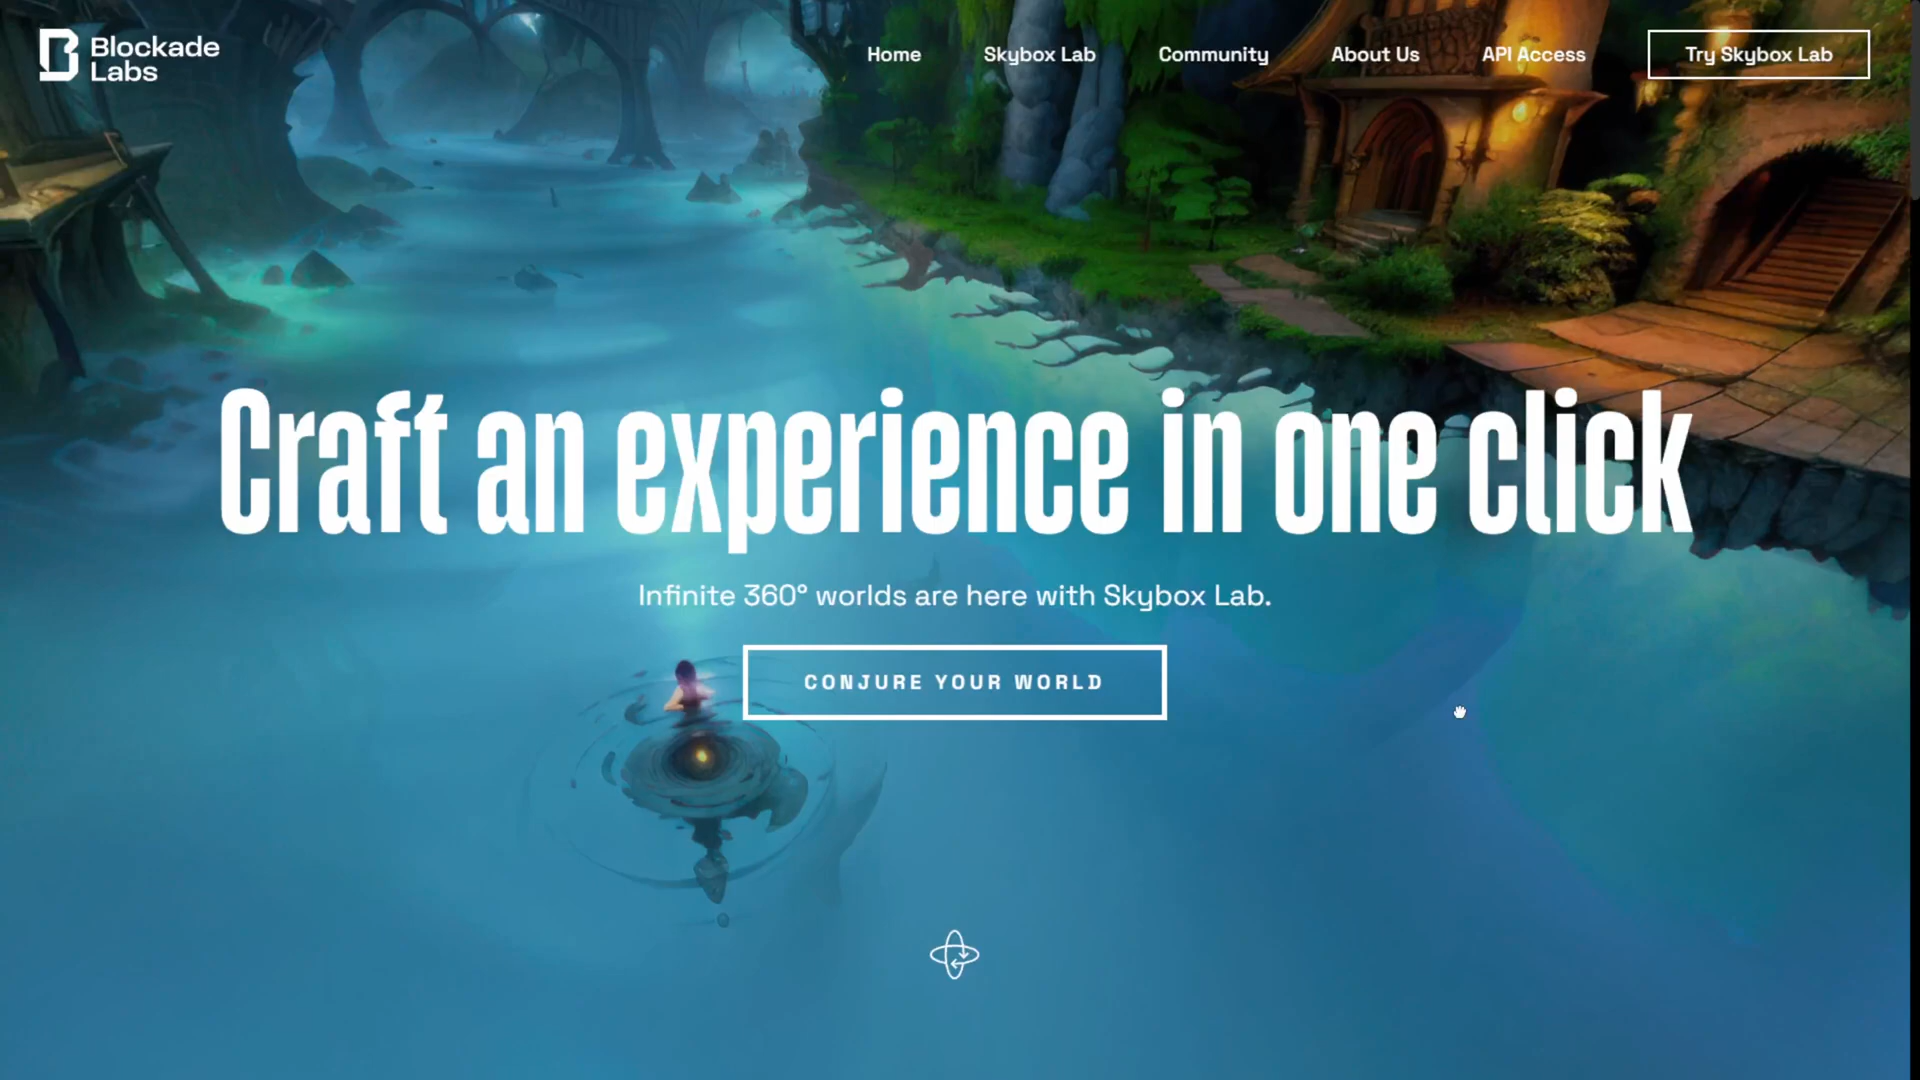 Blockade
Labs
Home
Skybox Lab
Community
About Us
API Access
Try Skybox Lab
Craft an experience in one click
Infinite 360° worlds are here with Skybox Lab.
CONJURE YOUR WORLD